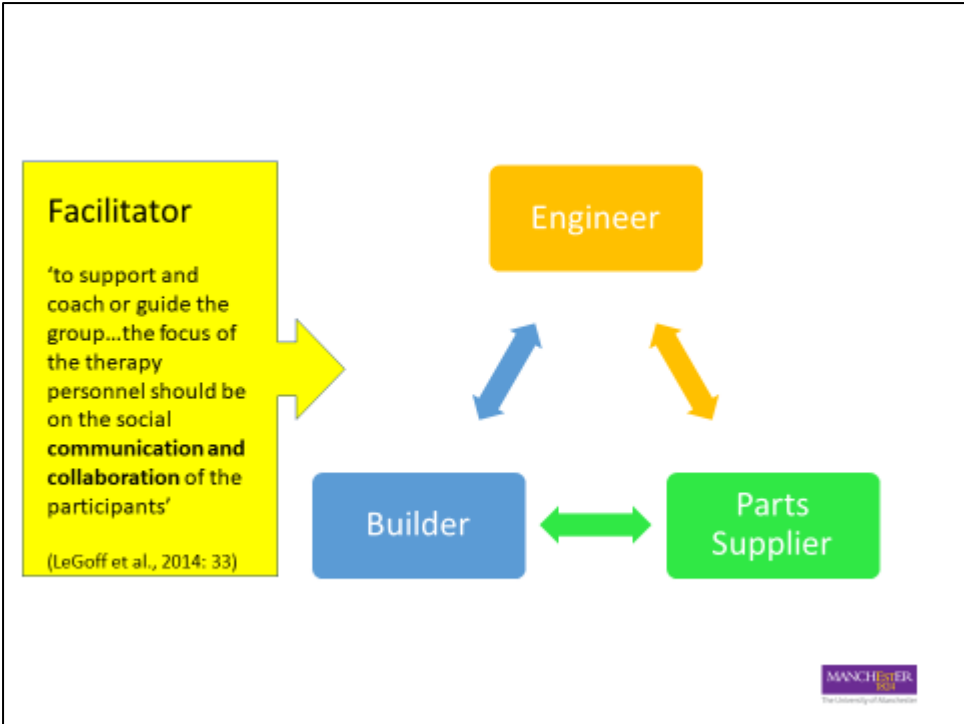 Facilitator
‘to support and
coach or guide the
group...the focus of
the therapy
personnel should be
on the social
communication and
collaboration of the
participants’
(LeGoff et al., 2014: 33)
Engineer
Builder
Parts
Supplier
MANCHESTER
1824
The University of Manchester